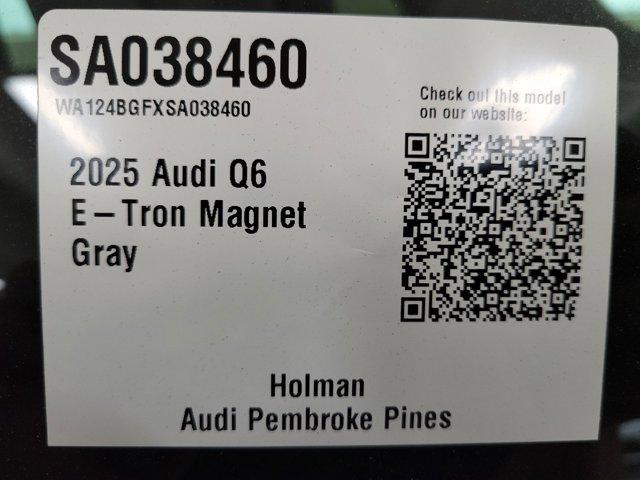 SA038460
WA124BGFXSA038460
Check out this model
on our website:
2025 Audi Q6
E-Tron Magnet
Gray
Holman
Audi Pembroke Pines